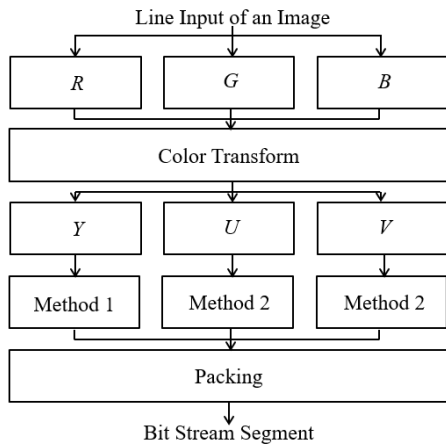 Line Input of an Image
R G B
Color Transform
Y U V
Method 1 Method 2 Method 2
Packing
Bit Stream Segment